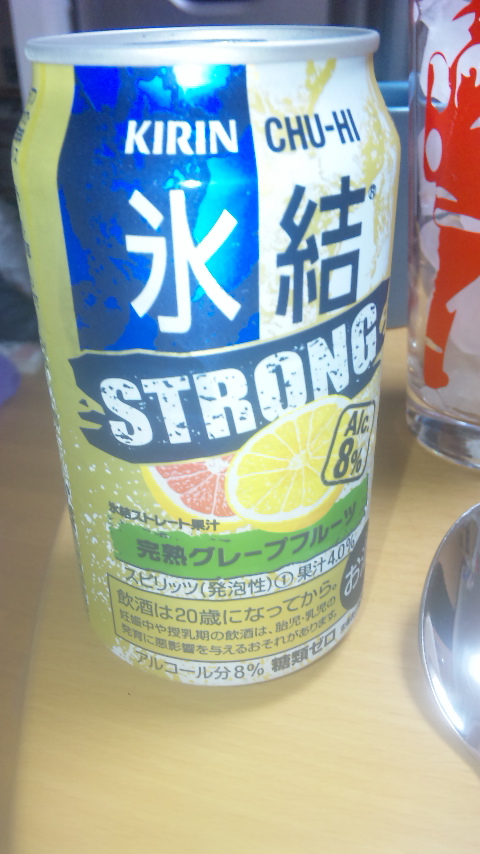 KIRIN CHU-HI
氷結®
STRONG
Alc.
8%
氷結ストレート果汁
完熟グレープフルーツ
スピリッツ(発泡性)① 果汁4.0%
お
飲酒は20歳になってから。
妊娠中や授乳期の飲酒は、胎児・乳児の
発育に悪影響を与えるおそれがあります。
アルコール分8% 糖類ゼロ